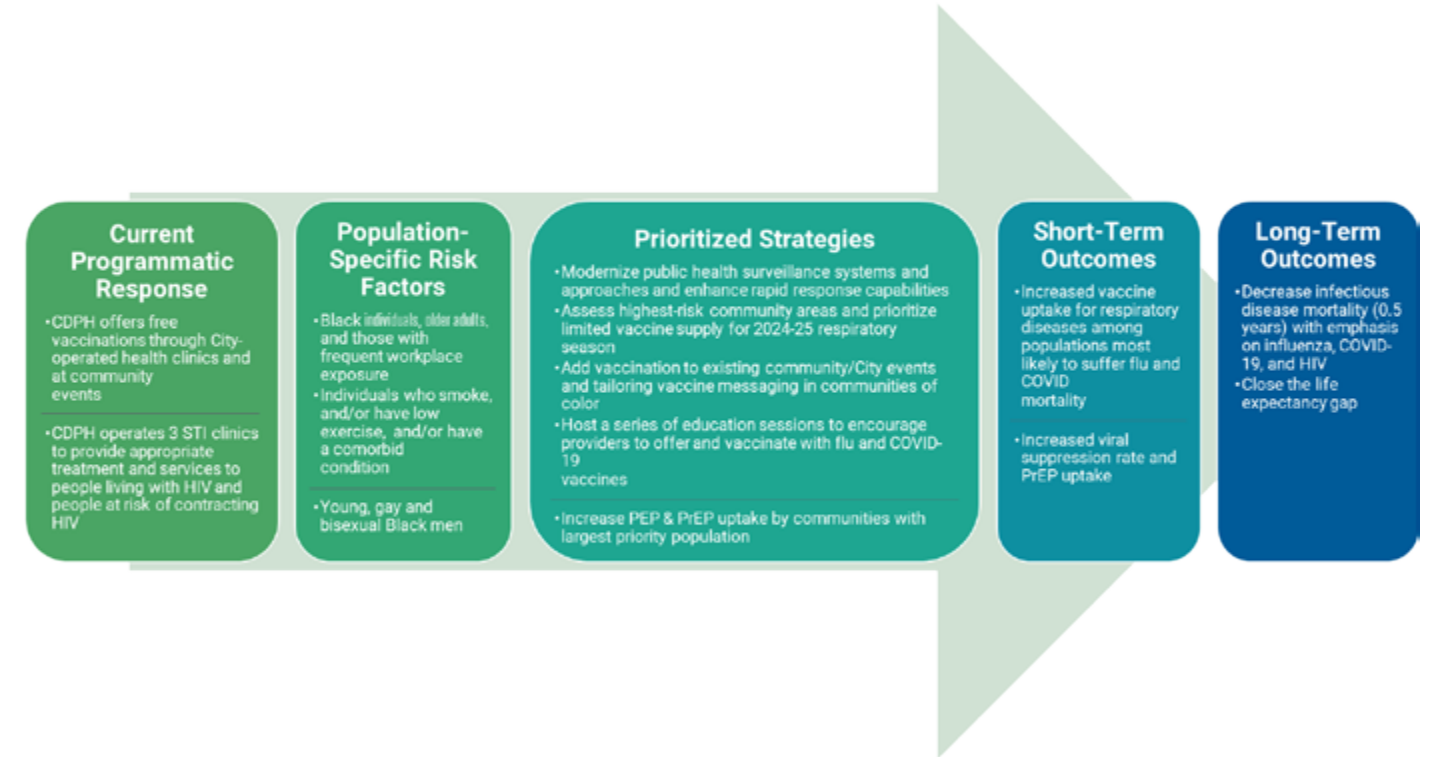 Current
Programmatic
Response
•CDPH offers free
vaccinations through City-
operated health clinics and
at community
events
•CDPH operates 3 STI clinics
to provide appropriate
treatment and services to
people living with HIV and
people at risk of contracting
HIV
Population-
Specific Risk
Factors
•Black individuals, older adults,
and those with
frequent workplace
exposure
•Individuals who smoke,
and/or have low
exercise, and/or have
a comorbid
condition
•Young, gay and
bisexual Black men
Prioritized Strategies
•Modernize public health surveillance systems and
approaches and enhance rapid response capabilities
•Assess highest-risk community areas and prioritize
limited vaccine supply for 2024-25 respiratory
season
•Add vaccination to existing community/City events
and tailoring vaccine messaging in communities of
color
•Host a series of education sessions to encourage
providers to offer and vaccinate with flu and COVID-
19
vaccines
•Increase PEP & PrEP uptake by communities with
largest priority population
Short-Term
Outcomes
•Increased vaccine
uptake for respiratory
diseases among
populations most
likely to suffer flu and
COVID
mortality
•Increased viral
suppression rate and
PrEP uptake
Long-Term
Outcomes
•Decrease infectious
disease mortality (0.5
years) with emphasis
on influenza, COVID-
19, and HIV
•Close the life
expectancy gap